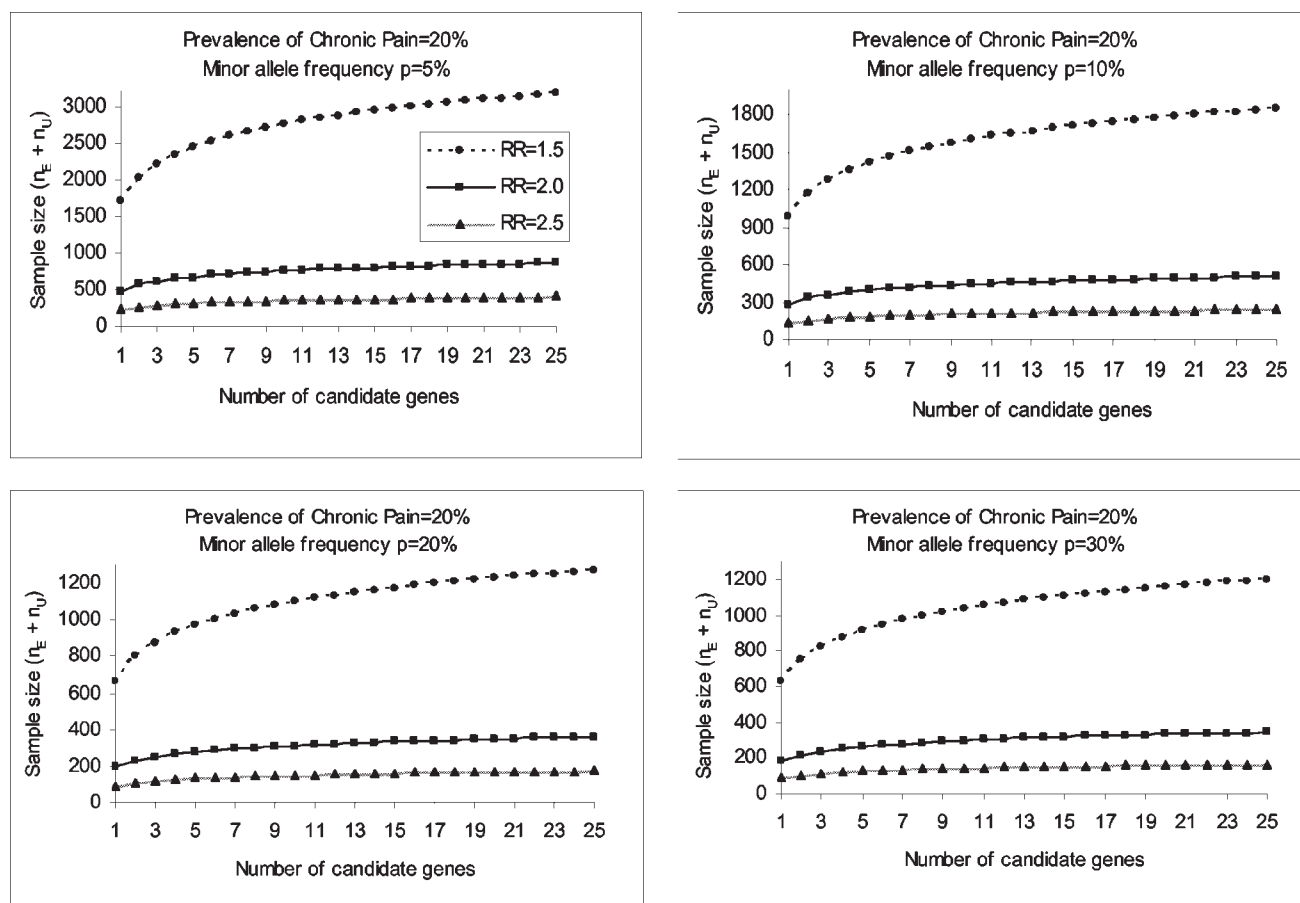 Prevalence of Chronic Pain=20%
Minor allele frequency p=5%
Sample size (nE + nU)
3000
2500
2000
1500
1000
500
0
RR=1.5
RR=2.0
RR=2.5
1 3 5 7 9 11 13 15 17 19 21 23 25
Number of candidate genes
Prevalence of Chronic Pain=20%
Minor allele frequency p=10%
Sample size (nE + nU)
1800
1500
1200
900
600
300
0
1 3 5 7 9 11 13 15 17 19 21 23 25
Number of candidate genes
Prevalence of Chronic Pain=20%
Minor allele frequency p=20%
Sample size (nE + nU)
1200
1000
800
600
400
200
0
1 3 5 7 9 11 13 15 17 19 21 23 25
Number of candidate genes
Prevalence of Chronic Pain=20%
Minor allele frequency p=30%
Sample size (nE + nU)
1200
1000
800
600
400
200
0
1 3 5 7 9 11 13 15 17 19 21 23 25
Number of candidate genes